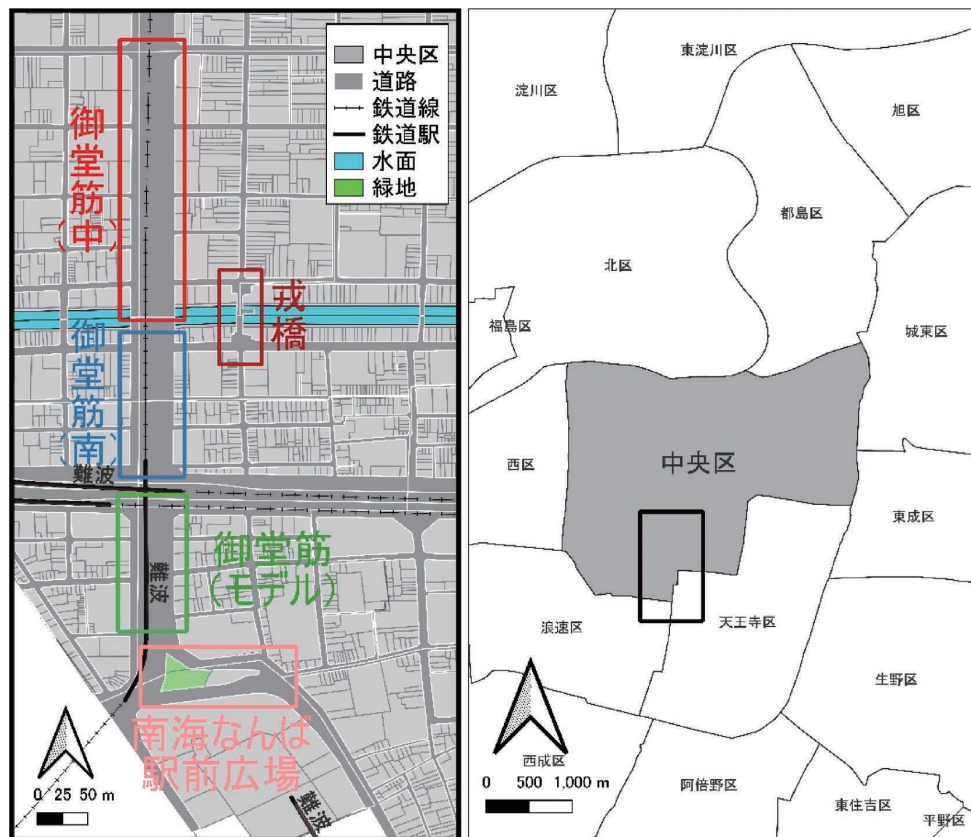 中央区
道路
鉄道線
鉄道駅
水面
緑地
御堂筋(中)
戎橋
御堂筋(南)
難波
御堂筋
(モデル)
難波
南海なんば
駅前広場
難波
0 25 50 m
東淀川区
淀川区
旭区
都島区
北区
福島区
城東区
西区
中央区
東成区
浪速区
天王寺区
生野区
西成区
0 500 1,000 m
阿倍野区
東住吉区
平野区